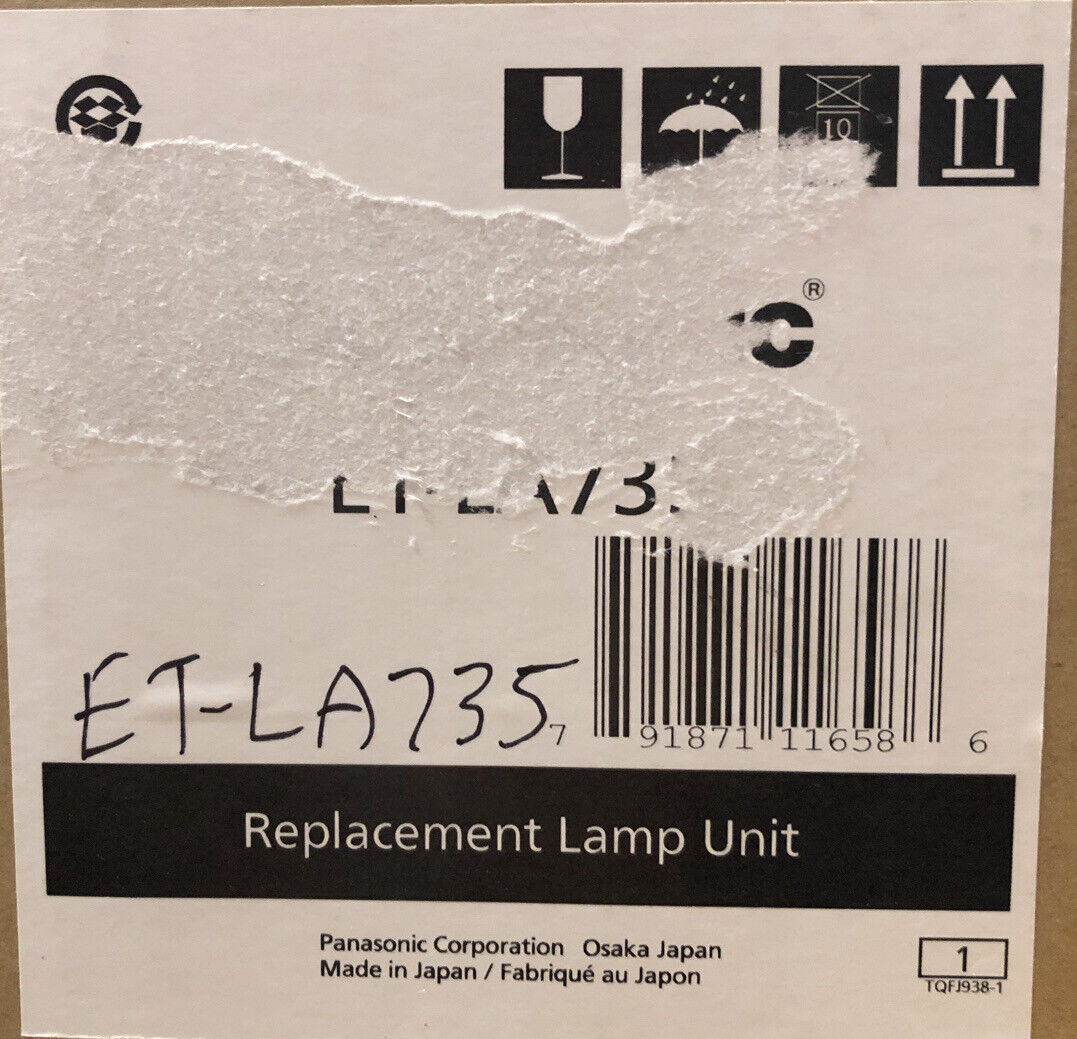 10
®
ET-LA735
7 91871 11658 6
Replacement Lamp Unit
Panasonic Corporation Osaka Japan
Made in Japan / Fabriqué au Japon
1
TQFJ938-1